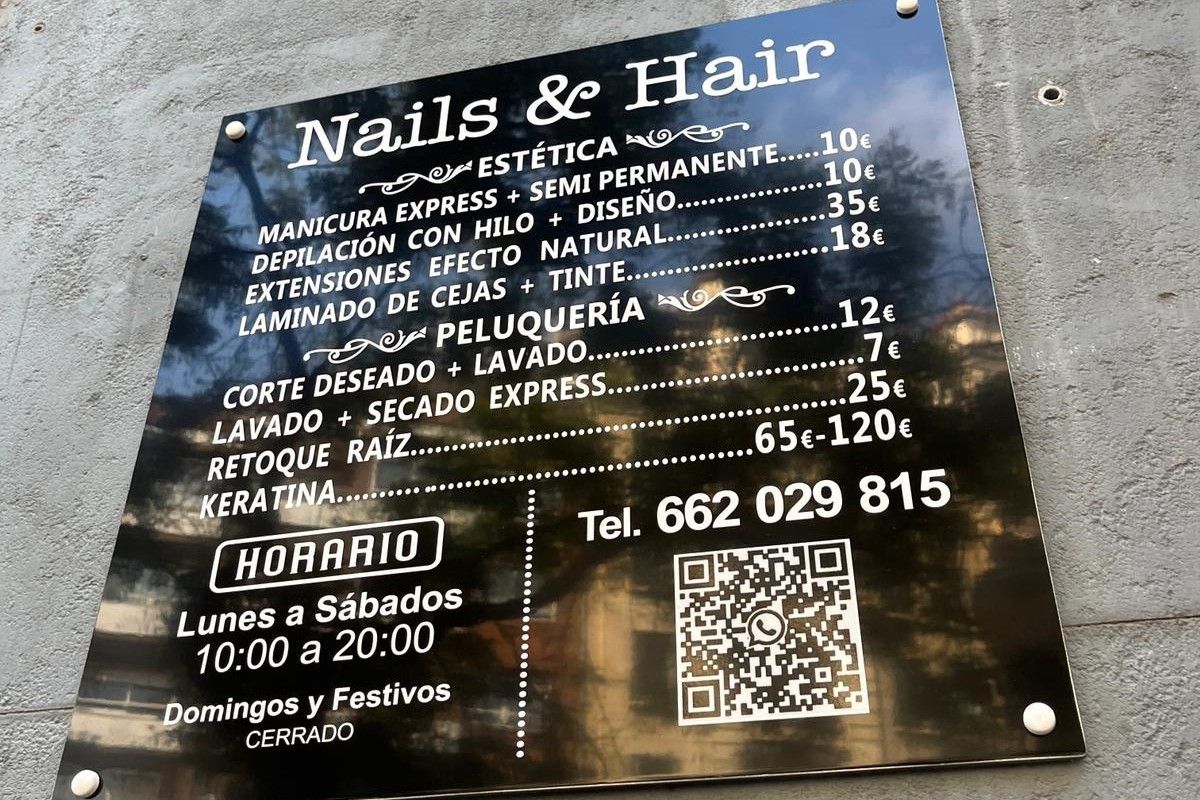 Nails & Hair
ESTÉTICA
MANICURA EXPRESS + SEMI PERMANENTE.....10€
DEPILACIÓN CON HILO + DISEÑO....................10€
EXTENSIONES EFECTO NATURAL......................35€
LAMINADO DE CEJAS + TINTE...........................18€
PELUQUERÍA
CORTE DESEADO + LAVADO.................................12€
LAVADO + SECADO EXPRESS..................................7€
RETOQUE RAÍZ..........................................................25€
KERATINA........................................................65€-120€
HORARIO
Lunes a Sábados
10:00 a 20:00
Domingos y Festivos
CERRADO
Tel. 662 029 815